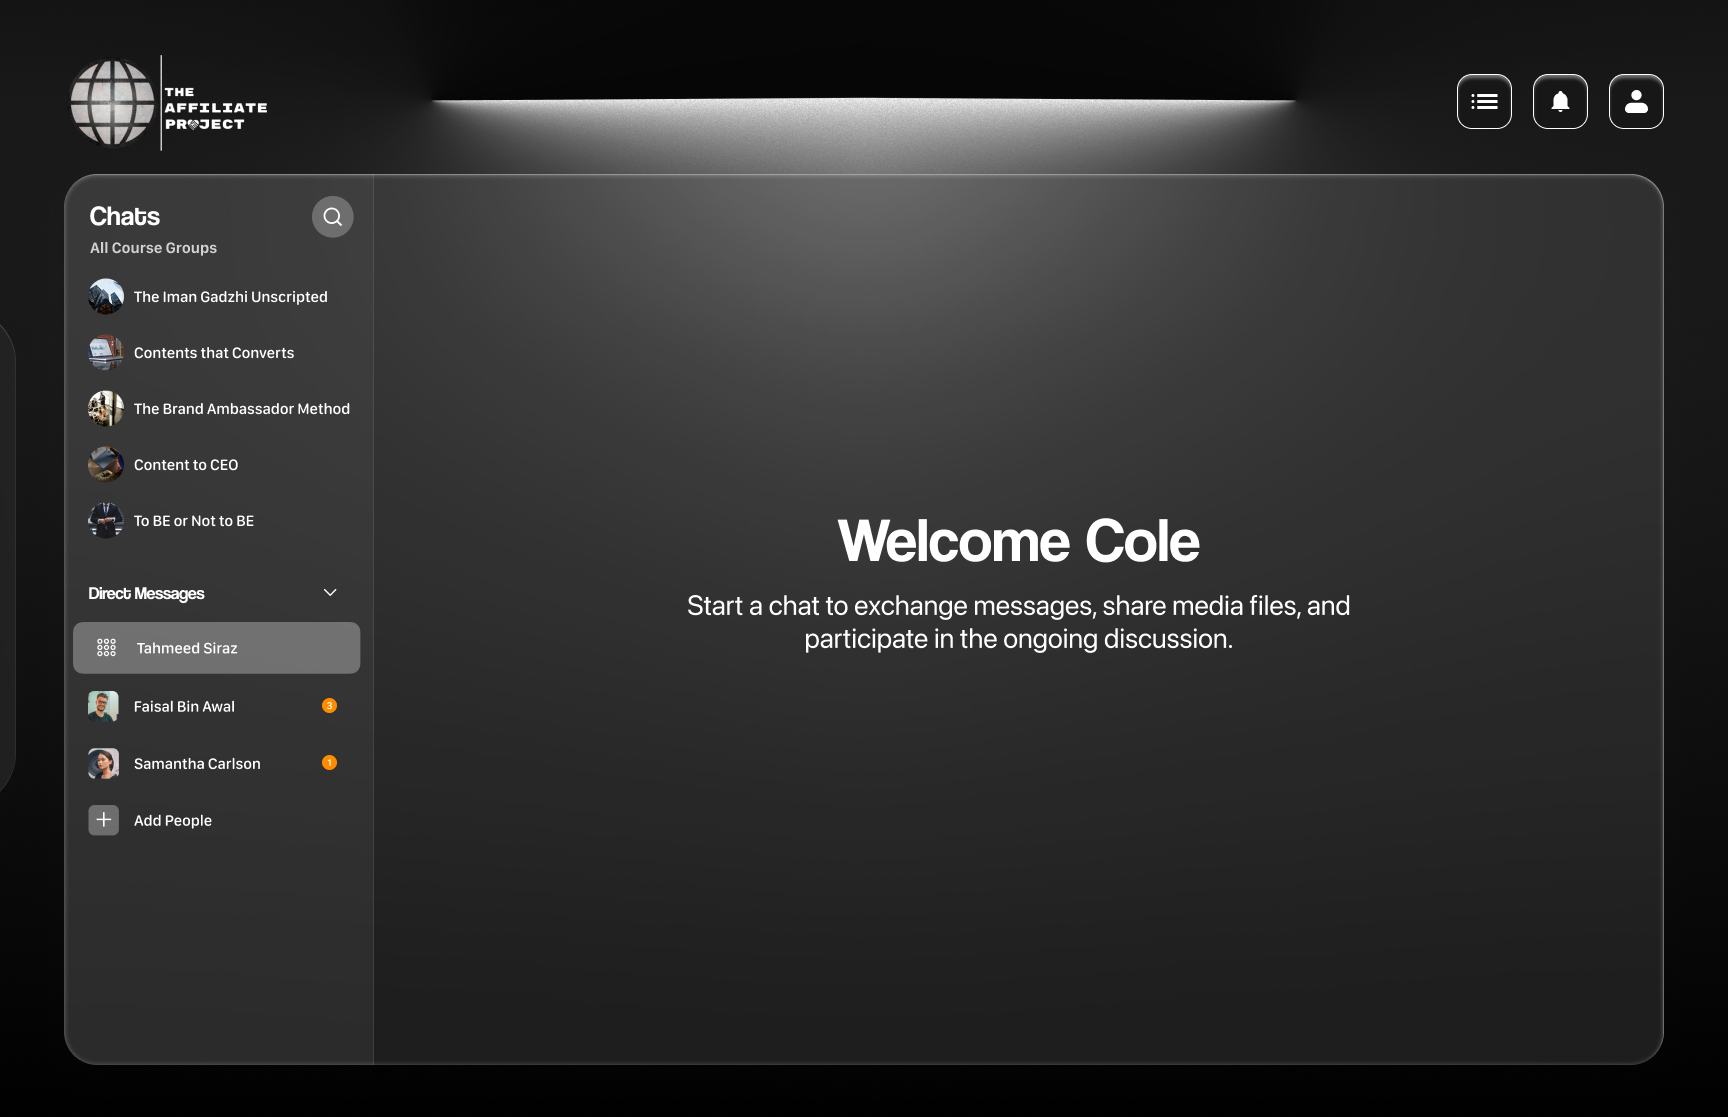 THE
AFFILIATE
PROJECT
Chats
All Course Groups
The Iman Gadzhi Unscripted
Contents that Converts
The Brand Ambassador Method
Content to CEO
To BE or Not to BE
Direct Messages
Tahmeed Siraz
Faisal Bin Awal
3
Samantha Carlson
1
Add People
Welcome Cole
Start a chat to exchange messages, share media files, and
participate in the ongoing discussion.